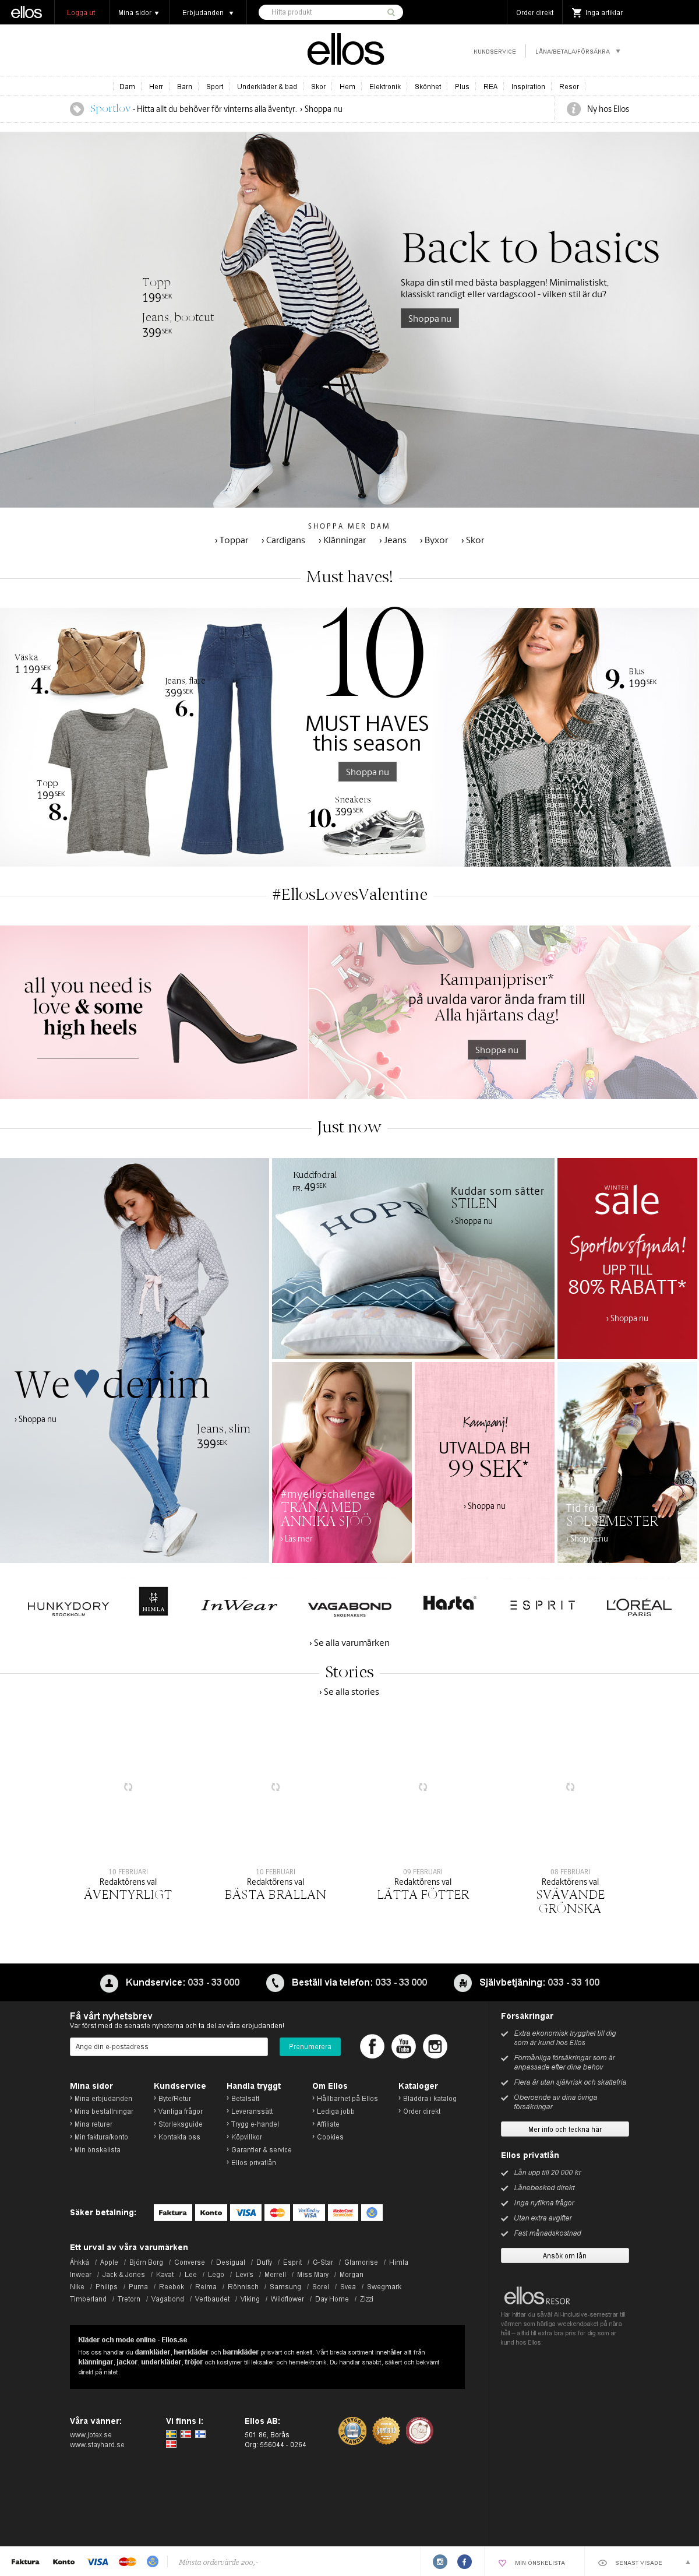 ellos
Logga ut
Mina sidor
Erbjudanden
Hitta produkt
Order direkt
Inga artiklar
ellos
KUNDSERVICE
LÅNA/BETALA/FÖRSÄKRA
Dam
Herr
Barn
Sport
Underkläder & bad
Skor
Hem
Elektronik
Skönhet
Plus
REA
Inspiration
Resor
Sportlov - Hitta allt du behöver för vinterns alla äventyr. › Shoppa nu
Ny hos Ellos
Back to basics
Skapa din stil med bästa basplaggen! Minimalistiskt,
klassiskt randigt eller vardagscool - vilken stil är du?
Shoppa nu
Topp
199 SEK
Jeans, bootcut
399 SEK
SHOPPA MER DAM
› Toppar
› Cardigans
› Klänningar
› Jeans
› Byxor
› Skor
Must haves!
Väska
1 199 SEK
4.
Jeans, flare
399 SEK
6.
Topp
199 SEK
8.
10
MUST HAVES
this season
Shoppa nu
Sneakers
399 SEK
10.
9.
Blus
199 SEK
#EllosLovesValentine
all you need is
love & some
high heels
Kampanjpriser*
på uvalda varor ända fram till
Alla hjärtans dag!
Shoppa nu
Just now
We ♥ denim
› Shoppa nu
Jeans, slim
399 SEK
Kuddfodral
FR. 49 SEK
HOPE
Kuddar som sätter
STILEN
› Shoppa nu
WINTER
sale
Sportlovsfynda!
UPP TILL
80% RABATT*
› Shoppa nu
#myelloschallenge
TRÄNA MED
ANNIKA SJÖÖ
› Läs mer
Kampanj!
UTVALDA BH
99 SEK*
› Shoppa nu
Tid för
SOLSEMESTER
› Shoppa nu
HUNKYDORY
STOCKHOLM
HIMLA
InWear
VAGABOND
SHOEMAKERS
Hasta
ESPRIT
L'ORÉAL
PARIS
› Se alla varumärken
Stories
› Se alla stories
10 FEBRUARI
Redaktörens val
ÄVENTYRLIGT
10 FEBRUARI
Redaktörens val
BÄSTA BRALLAN
09 FEBRUARI
Redaktörens val
LÄTTA FÖTTER
08 FEBRUARI
Redaktörens val
SVÄVANDE
GRÖNSKA
Kundservice: 033 - 33 000
Beställ via telefon: 033 - 33 000
Självbetjäning: 033 - 33 100
Få vårt nyhetsbrev
Var först med de senaste nyheterna och ta del av våra erbjudanden!
Ange din e-postadress
Prenumerera
You
Tube
Mina sidor
› Mina erbjudanden
› Mina beställningar
› Mina returer
› Min faktura/konto
› Min önskelista
Kundservice
› Byte/Retur
› Vanliga frågor
› Storleksguide
› Kontakta oss
Handla tryggt
› Betalsätt
› Leveranssätt
› Trygg e-handel
› Köpvillkor
› Garantier & service
› Ellos privatlån
Om Ellos
› Hållbarhet på Ellos
› Lediga jobb
› Affiliate
› Cookies
Kataloger
› Bläddra i katalog
› Order direkt
Försäkringar
Extra ekonomisk trygghet till dig
som är kund hos Ellos
Förmånliga försäkringar som är
anpassade efter dina behov
Flera är utan självrisk och skattefria
Oberoende av dina övriga
försäkringar
Mer info och teckna här
Ellos privatlån
Lån upp till 20 000 kr
Lånebesked direkt
Inga nyfikna frågor
Utan extra avgifter
Fast månadskostnad
Ansök om lån
ellos RESOR
Här hittar du såväl All-inclusive-semestrar till
värmen som härliga weekendpaket på nära
håll – alltid till extra bra pris för dig som är
kund hos Ellos.
Säker betalning:
Faktura
Konto
VISA
MasterCard
Verified by
VISA
MasterCard
SecureCode
Ett urval av våra varumärken
Áhkká / Apple / Björn Borg / Converse / Desigual / Duffy / Esprit / G-Star / Glamorise / Himla
Inwear / Jack & Jones / Kavat / Lee / Lego / Levi's / Merrell / Miss Mary / Morgan
Nike / Philips / Puma / Reebok / Reima / Röhnisch / Samsung / Sorel / Svea / Swegmark
Timberland / Tretorn / Vagabond / Vertbaudet / Viking / Wildflower / Day Home / Zizzi
Kläder och mode online - Ellos.se
Hos oss handlar du damkläder, herrkläder och barnkläder prisvärt och enkelt. Vårt breda sortiment innehåller allt från
klänningar, jackor, underkläder, tröjor och kostymer till leksaker och hemelektronik. Du handlar snabbt, säkert och bekvämt
direkt på nätet.
Våra vänner:
www.jotex.se
www.stayhard.se
Vi finns i:
Ellos AB:
501 86, Borås
Org: 556044 - 0264
Faktura
Konto
VISA
Minsta ordervärde 200,-
MIN ÖNSKELISTA
SENAST VISADE